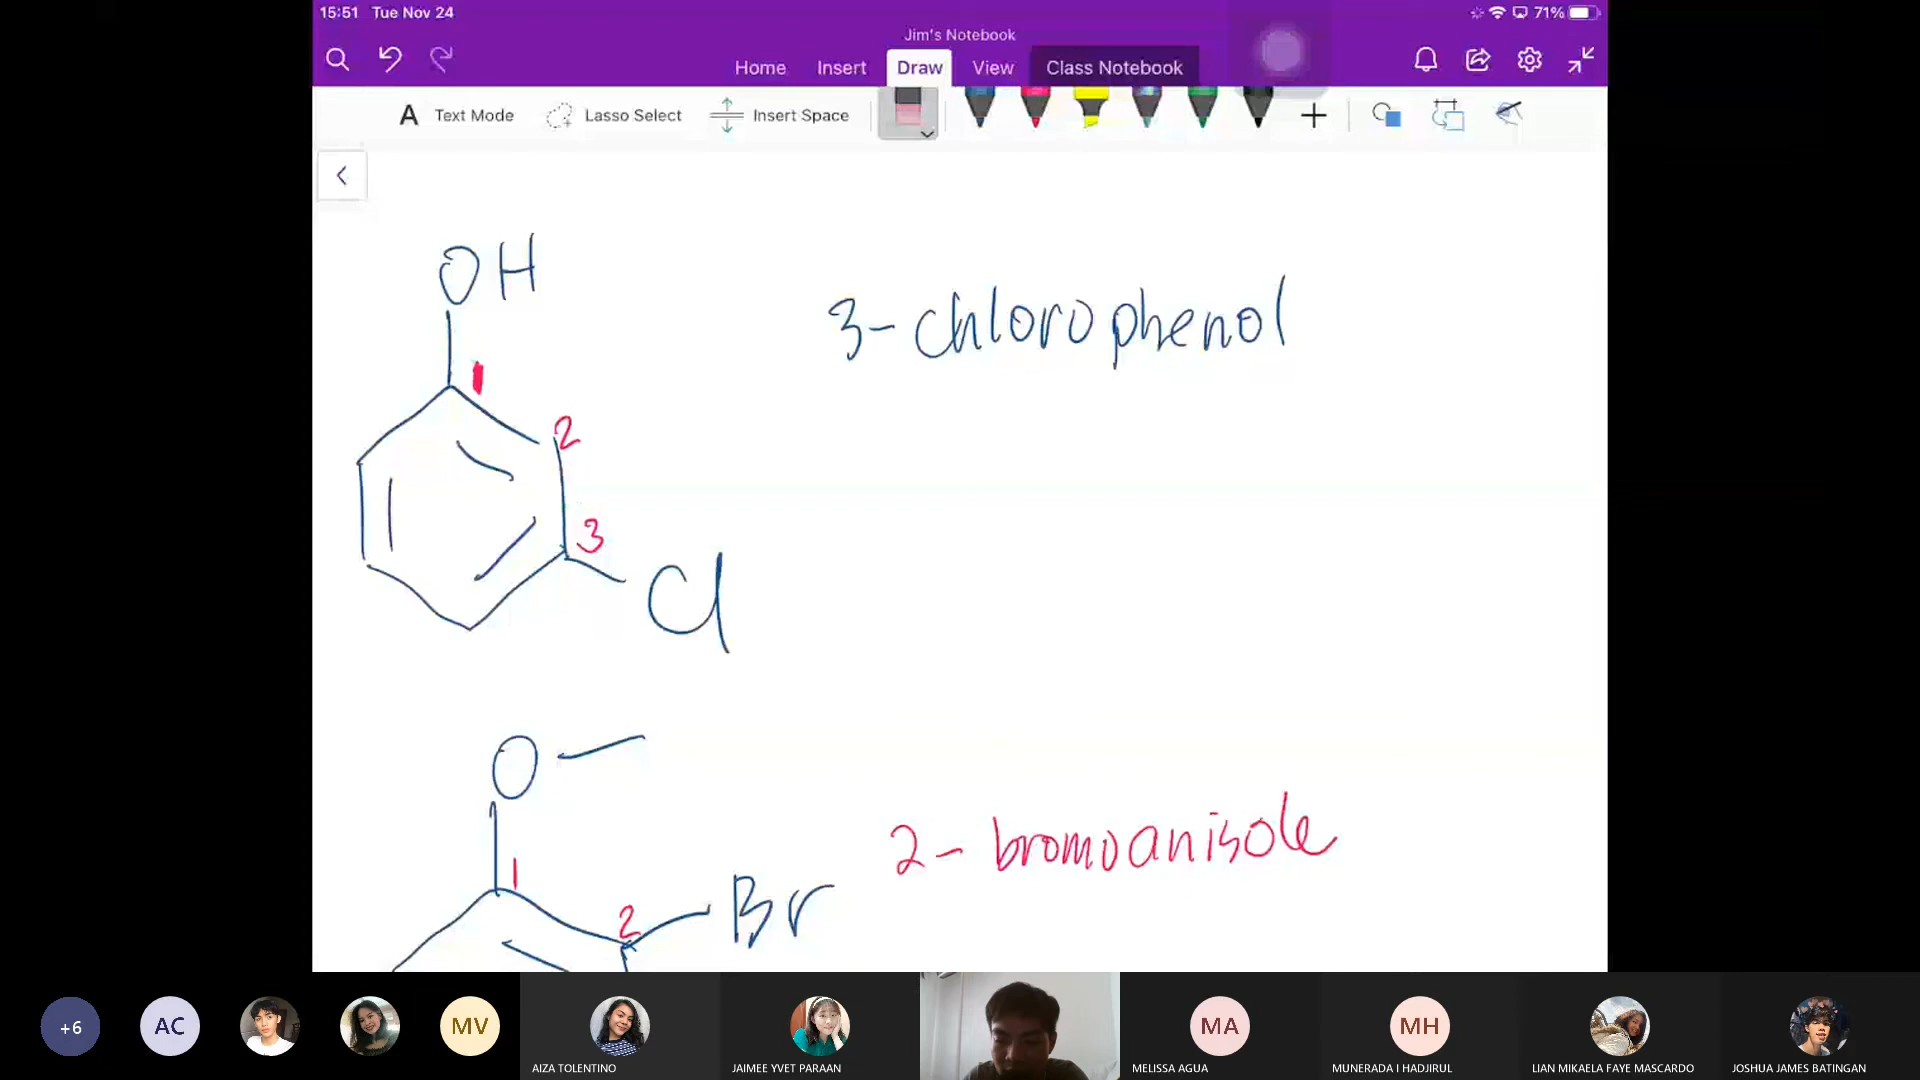 15:51 Tue Nov 24
71%
Jim's Notebook
Home Insert Draw View Class Notebook
A Text Mode Lasso Select Insert Space
OH
3-chlorophenol
1
2
3
Cl
O
2-bromoanisole
1
Br
2
+6 AC MV MA MH
AIZA TOLENTINO JAIMEE YVET PARAAN MELISSA AGUA MUNERADA I HADJIRUL LIAN MIKAELA FAYE MASCARDO JOSHUA JAMES BATINGAN